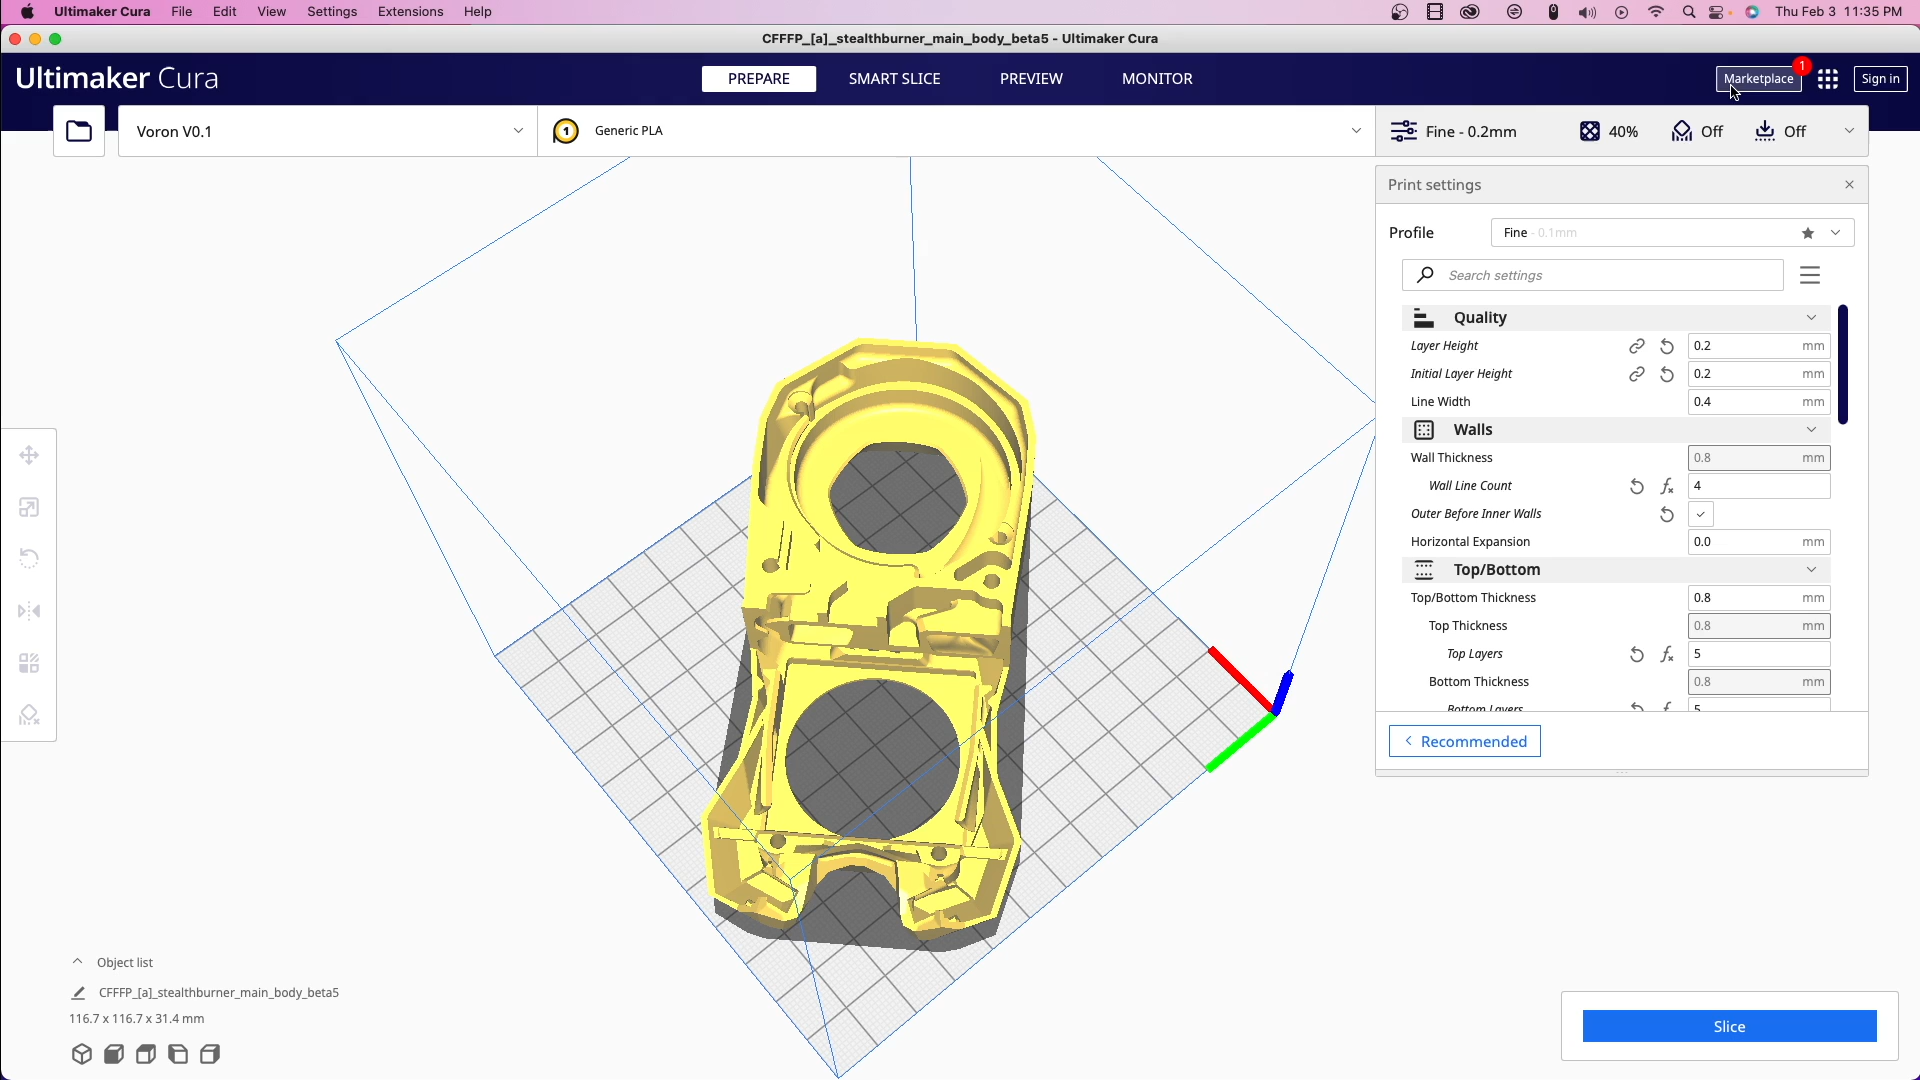 Ultimaker Cura File Edit View Settings Extensions Help Thu Feb 3 11:35 PM
CFFFP_[a]_stealthburner_main_body_beta5 - Ultimaker Cura
Ultimaker Cura PREPARE SMART SLICE PREVIEW MONITOR Marketplace 1 Sign in
Voron V0.1 1 Generic PLA Fine - 0.2mm 40% Off Off
Print settings
Profile Fine - 0.1mm
Search settings
Quality
Layer Height 0.2 mm
Initial Layer Height 0.2 mm
Line Width 0.4 mm
Walls
Wall Thickness 0.8 mm
Wall Line Count 4
Outer Before Inner Walls
Horizontal Expansion 0.0 mm
Top/Bottom
Top/Bottom Thickness 0.8 mm
Top Thickness 0.8 mm
Top Layers 5
Bottom Thickness 0.8 mm
Bottom Layers 5
Recommended
Object list
CFFFP_[a]_stealthburner_main_body_beta5
116.7 x 116.7 x 31.4 mm
Slice